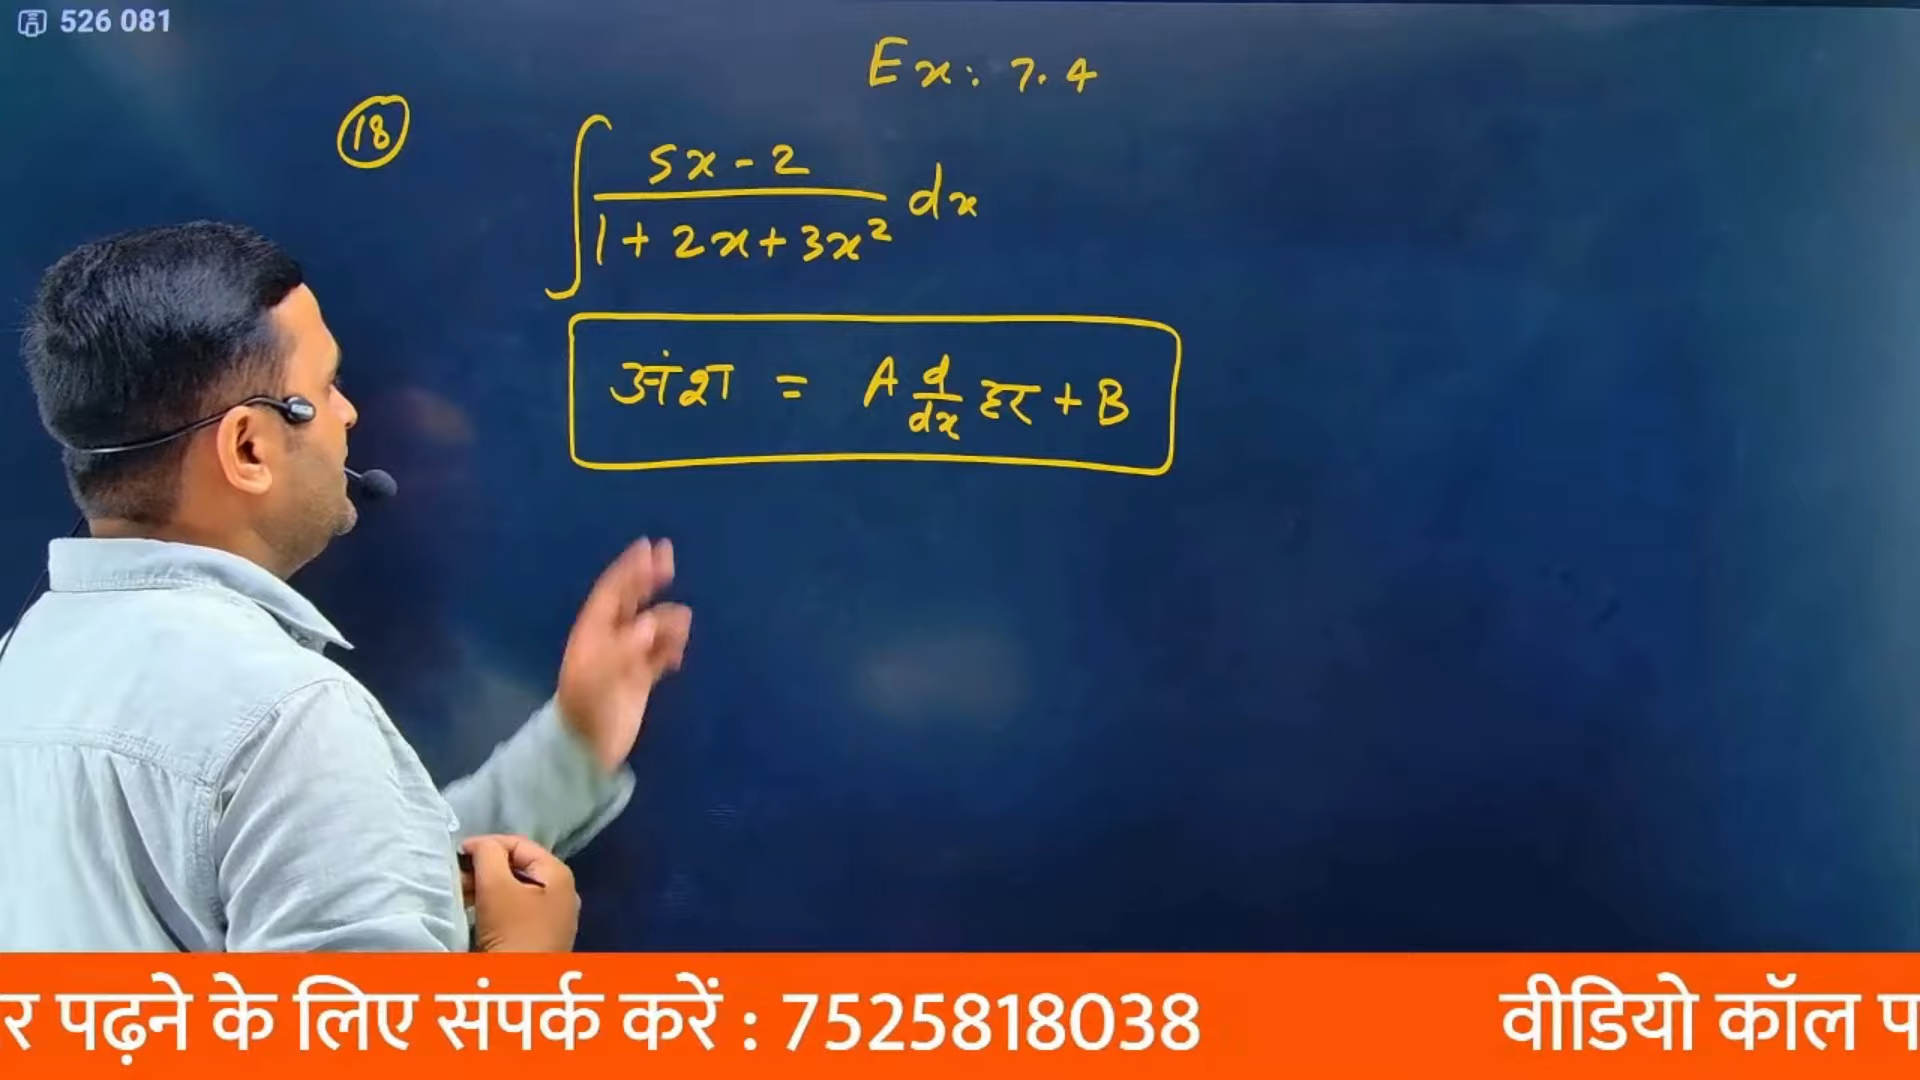 526 081
Ex: 7.4
18
∫ 5x - 2 / 1 + 2x + 3x² dx
अंश = A d/dx हर + B
र पढ़ने के लिए संपर्क करें : 7525818038 वीडियो कॉल प